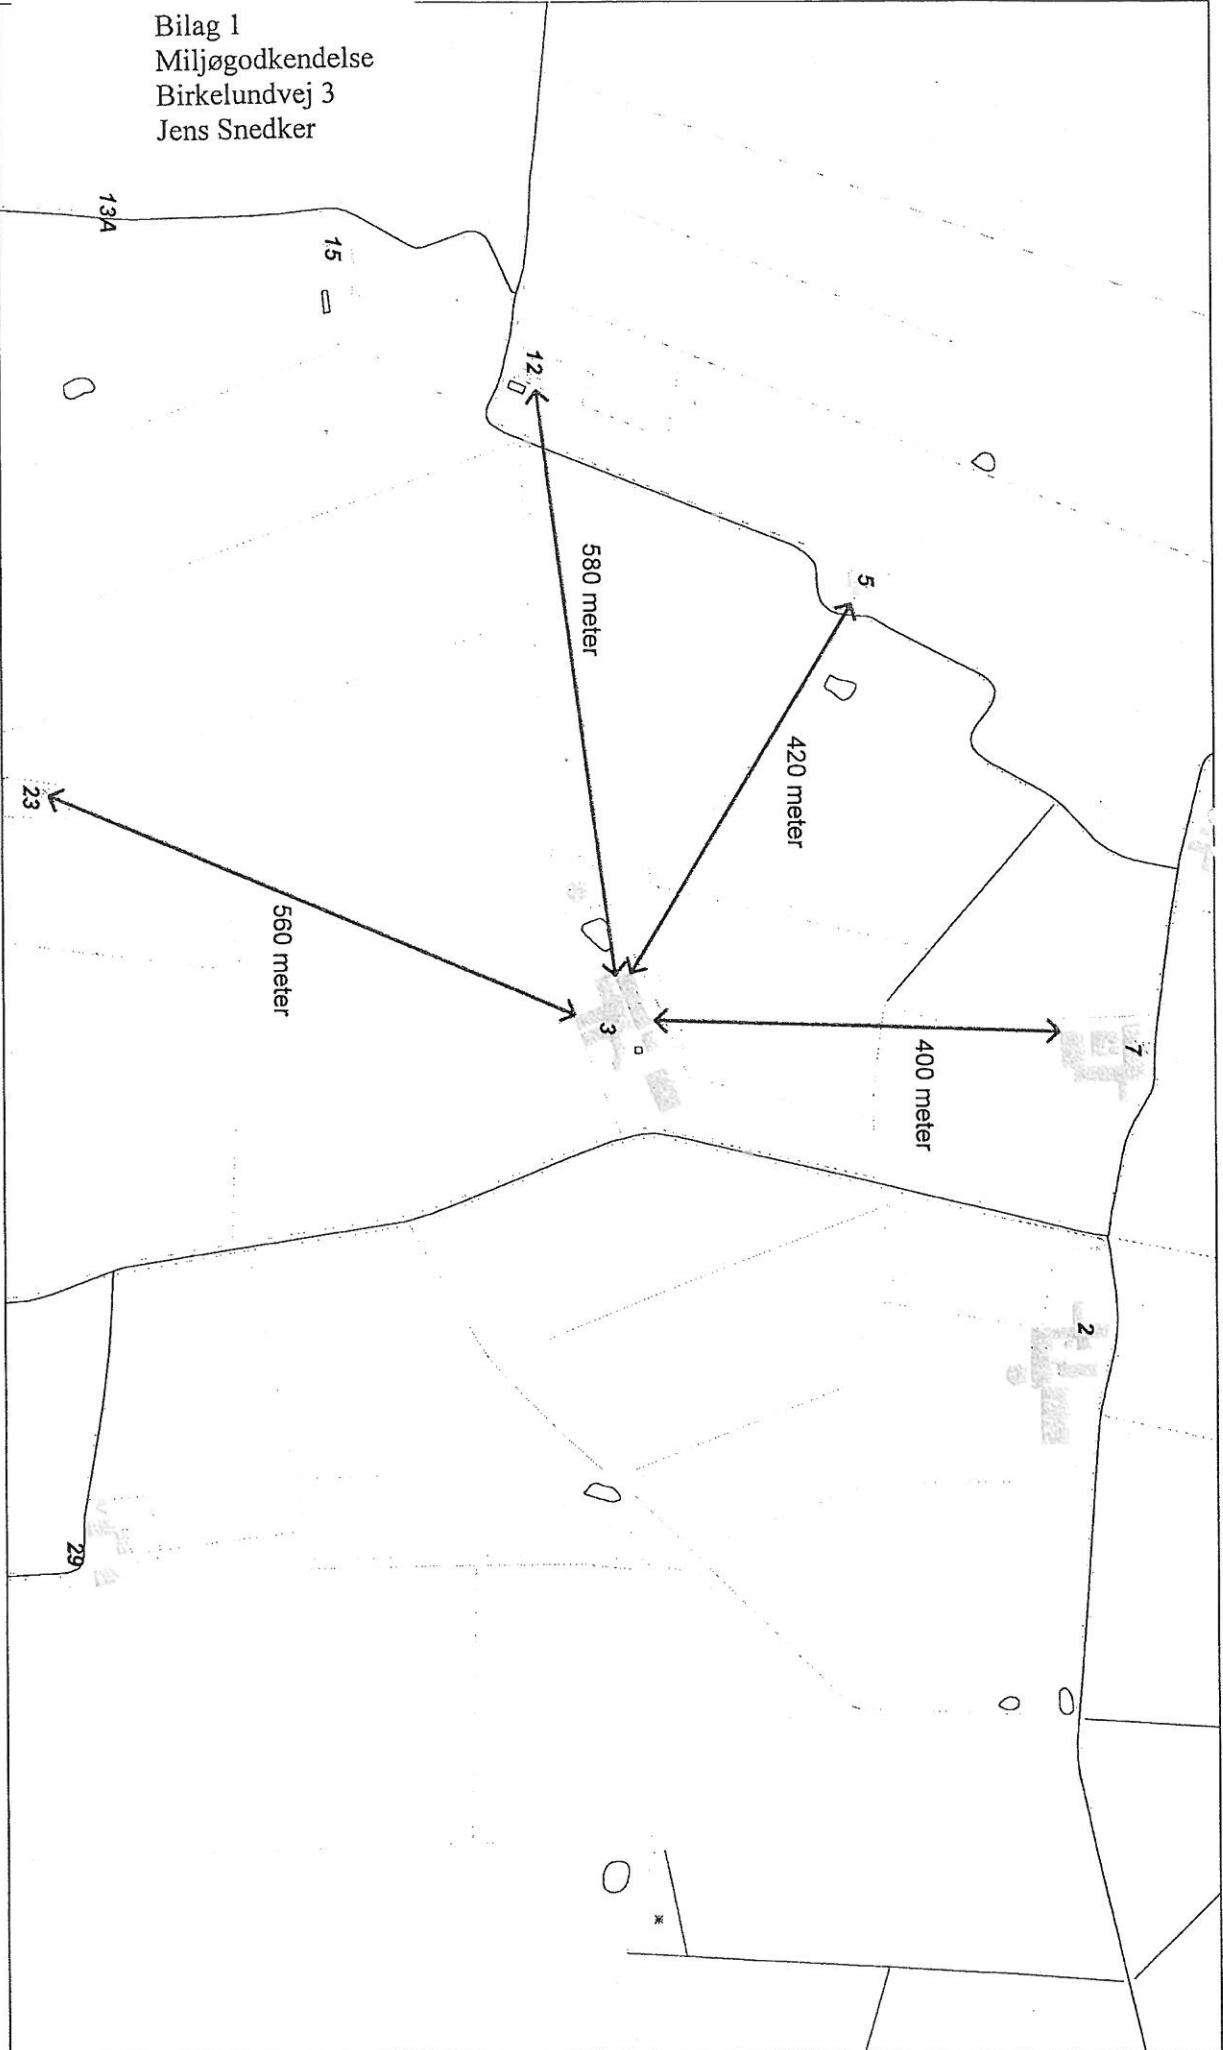 Bilag 1
Miljøgodkendelse
Birkelundvej 3
Jens Snedker
13A
15
12
5
580 meter
420 meter
23
560 meter
3
400 meter
7
2
29